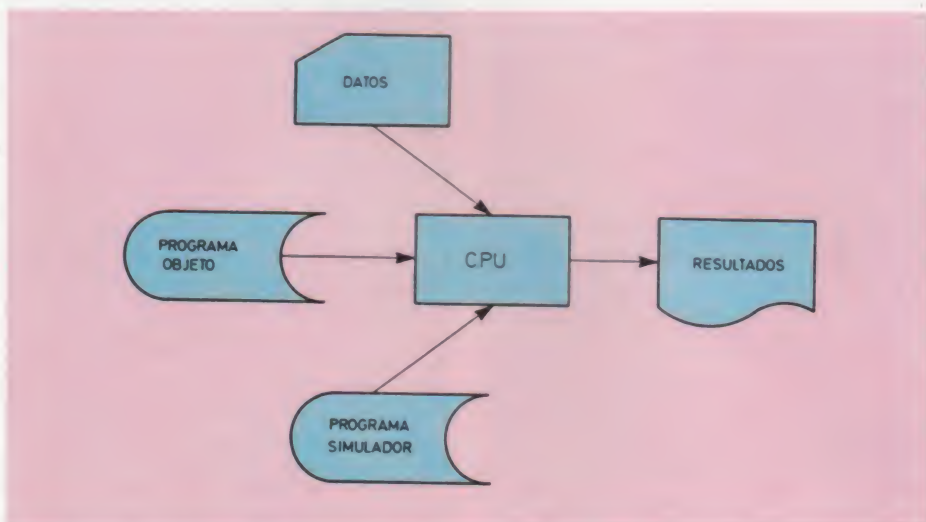 DATOS
PROGRAMA
OBJETO
CPU
RESULTADOS
PROGRAMA
SIMULADOR